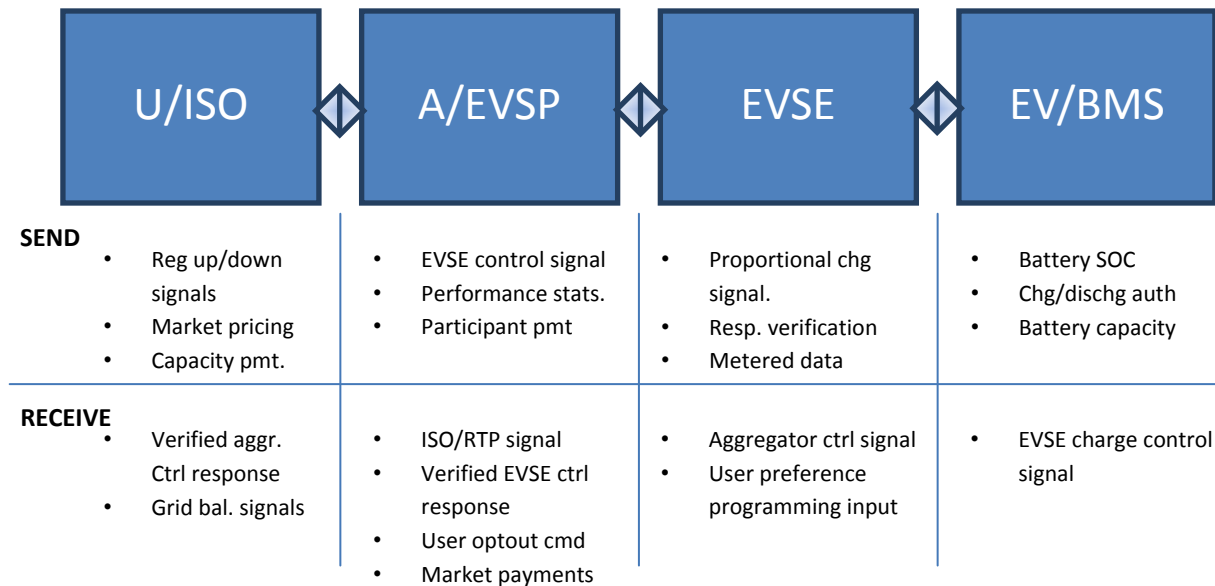 U/ISO
A/EVSP
EVSE
EV/BMS
SEND
• Reg up/down
signals
• Market pricing
• Capacity pmt.
• EVSE control signal
• Performance stats.
• Participant pmt
• Proportional chg
signal.
• Resp. verification
• Metered data
• Battery SOC
• Chg/dischg auth
• Battery capacity
RECEIVE
• Verified aggr.
Ctrl response
• Grid bal. signals
• ISO/RTP signal
• Verified EVSE ctrl
response
• User optout cmd
• Market payments
• Aggregator ctrl signal
• User preference
programming input
• EVSE charge control
signal